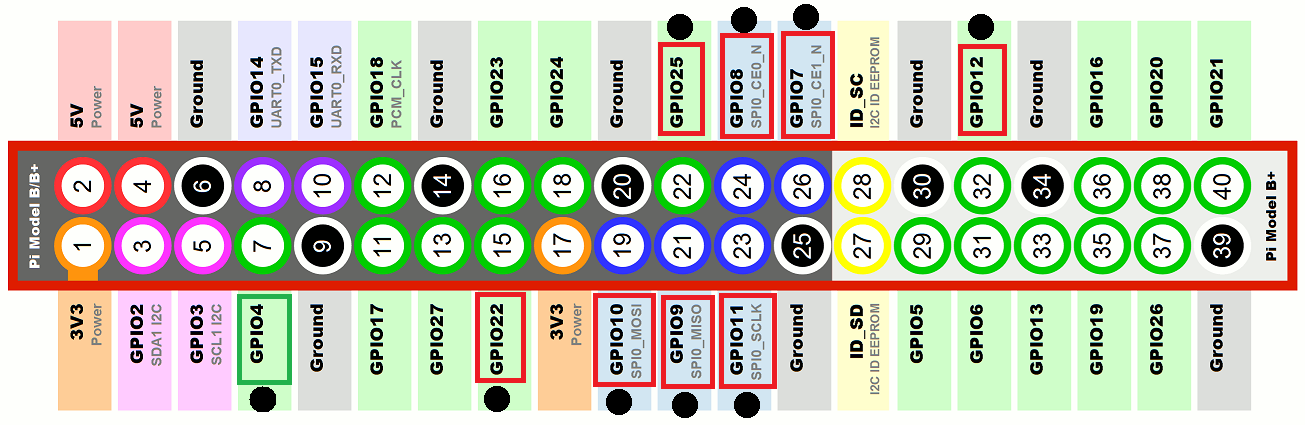 5V
Power
5V
Power
Ground
GPIO14
UART0_TXD
GPIO15
UART0_RXD
GPIO18
PCM_CLK
Ground
GPIO23
GPIO24
Ground
GPIO25
GPIO8
SPI0_CE0_N
GPIO7
SPI0_CE1_N
ID_SC
I2C ID EEPROM
Ground
GPIO12
Ground
GPIO16
GPIO20
GPIO21
Pi Model B/B+
2
4
6
8
10
12
14
16
18
20
22
24
26
28
30
32
34
36
38
40
1
3
5
7
9
11
13
15
17
19
21
23
25
27
29
31
33
35
37
39
Pi Model B+
3V3
Power
GPIO2
SDA1 I2C
GPIO3
SCL1 I2C
GPIO4
Ground
GPIO17
GPIO27
GPIO22
3V3
Power
GPIO10
SPI0_MOSI
GPIO9
SPI0_MISO
GPIO11
SPI0_SCLK
Ground
ID_SD
I2C ID EEPROM
GPIO5
GPIO6
GPIO13
GPIO19
GPIO26
Ground